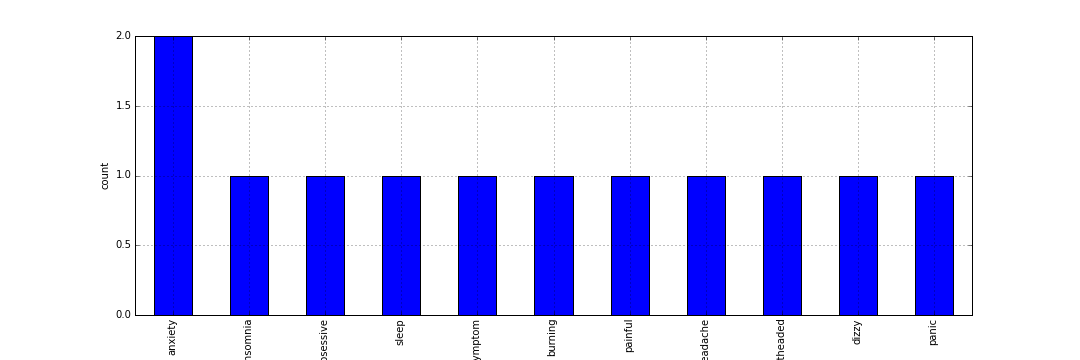 2.0
1.5
1.0
0.5
0.0
count
anxiety
nsomnia
sessive
sleep
ymptom
burning
painful
eadache
theaded
dizzy
panic